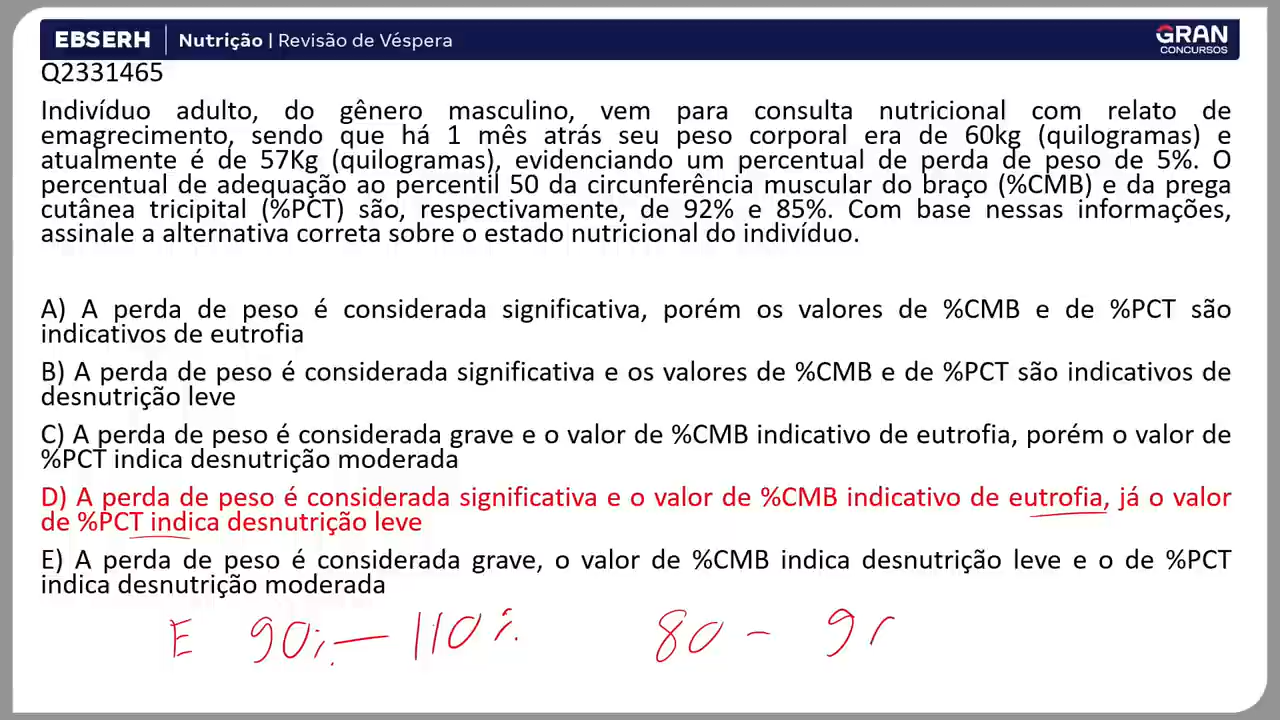 EBSERH | Nutrição | Revisão de Véspera
GRAN CONCURSOS
Q2331465
Indivíduo adulto, do gênero masculino, vem para consulta nutricional com relato de
emagrecimento, sendo que há 1 mês atrás seu peso corporal era de 60kg (quilogramas) e
atualmente é de 57Kg (quilogramas), evidenciando um percentual de perda de peso de 5%. O
percentual de adequação ao percentil 50 da circunferência muscular do braço (%CMB) e da prega
cutânea tricipital (%PCT) são, respectivamente, de 92% e 85%. Com base nessas informações,
assinale a alternativa correta sobre o estado nutricional do indivíduo.
A) A perda de peso é considerada significativa, porém os valores de %CMB e de %PCT são
indicativos de eutrofia
B) A perda de peso é considerada significativa e os valores de %CMB e de %PCT são indicativos de
desnutrição leve
C) A perda de peso é considerada grave e o valor de %CMB indicativo de eutrofia, porém o valor de
%PCT indica desnutrição moderada
D) A perda de peso é considerada significativa e o valor de %CMB indicativo de eutrofia, já o valor
de %PCT indica desnutrição leve
E) A perda de peso é considerada grave, o valor de %CMB indica desnutrição leve e o de %PCT
indica desnutrição moderada
E 90% — 110% 80 - 9